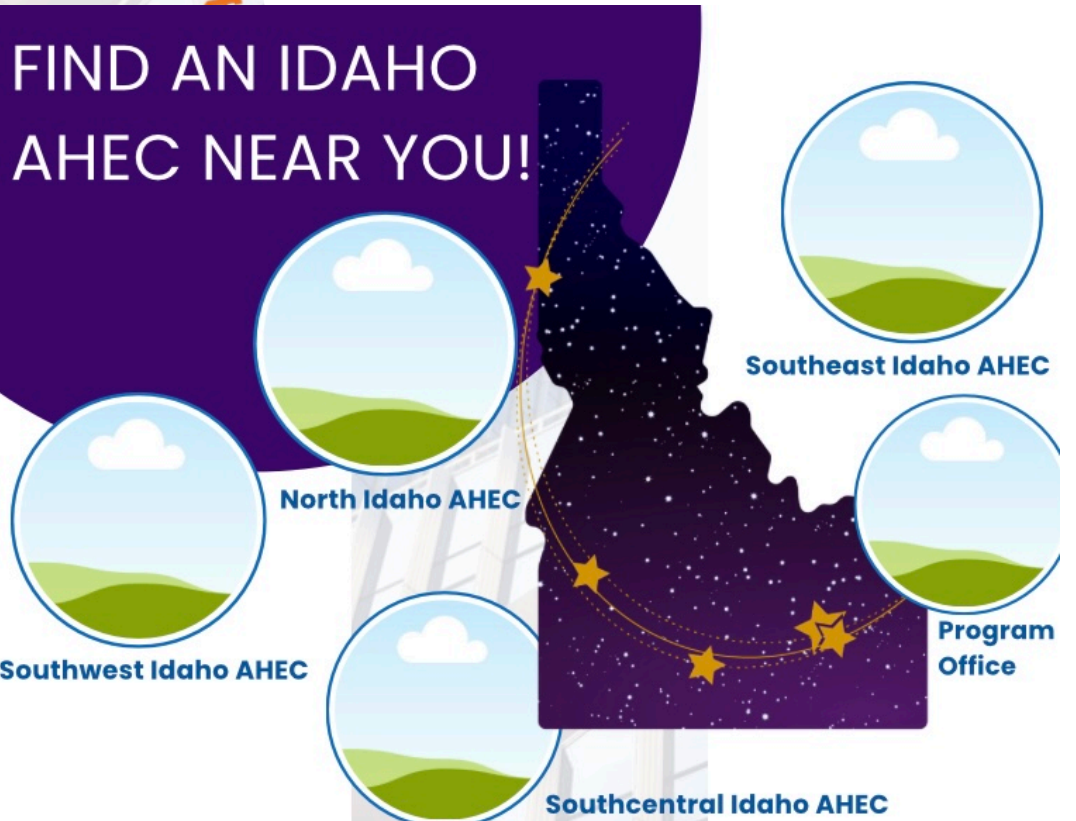 FIND AN IDAHO
AHEC NEAR YOU!
Southeast Idaho AHEC
North Idaho AHEC
Program
Office
Southwest Idaho AHEC
Southcentral Idaho AHEC